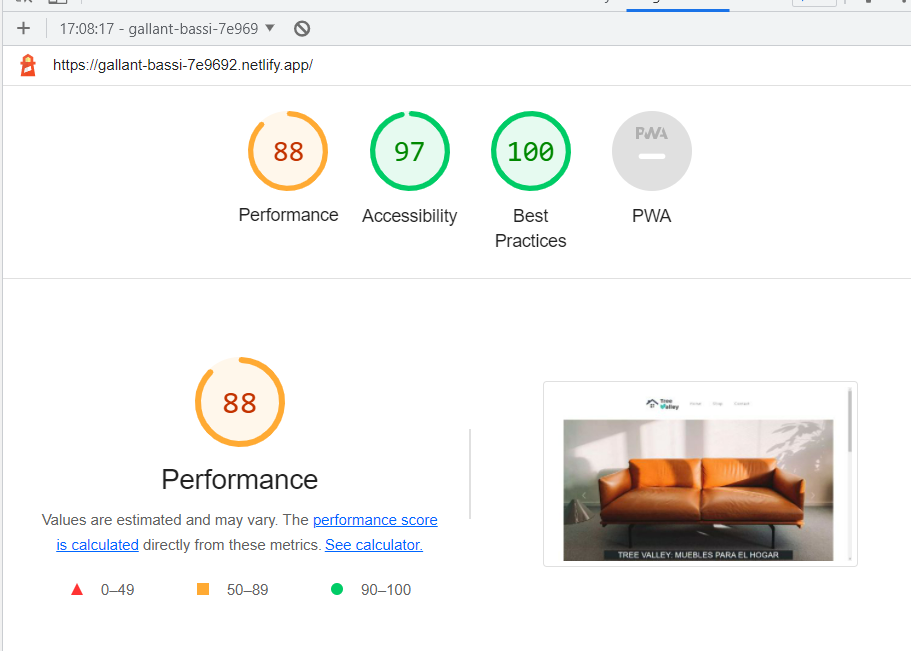 17:08:17 - gallant-bassi-7e969
https://gallant-bassi-7e9692.netlify.app/
88
97
100
PWA
Performance
Accessibility
Best
Practices
PWA
88
Performance
Values are estimated and may vary. The performance score
is calculated directly from these metrics. See calculator.
0–49
50–89
90–100
Tree
Valley
Home
Shop
Contact
TREE VALLEY: MUEBLES PARA EL HOGAR